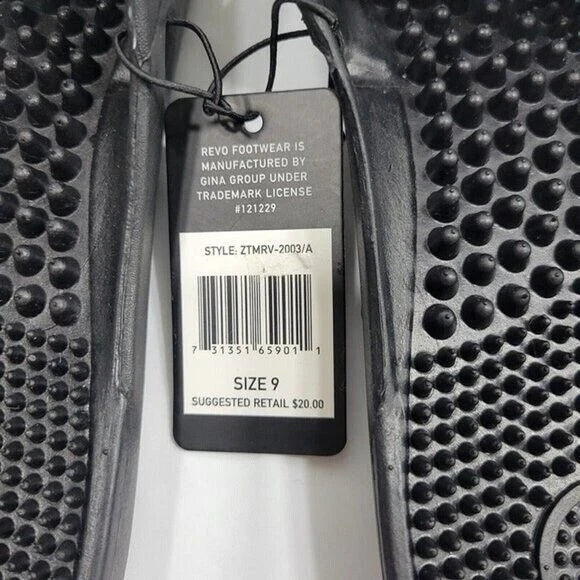 REVO FOOTWEAR IS
MANUFACTURED BY
GINA GROUP UNDER
TRADEMARK LICENSE
#121229
STYLE: ZTMRV-2003/A
7 31351 65901 1
SIZE 9
SUGGESTED RETAIL $20.00